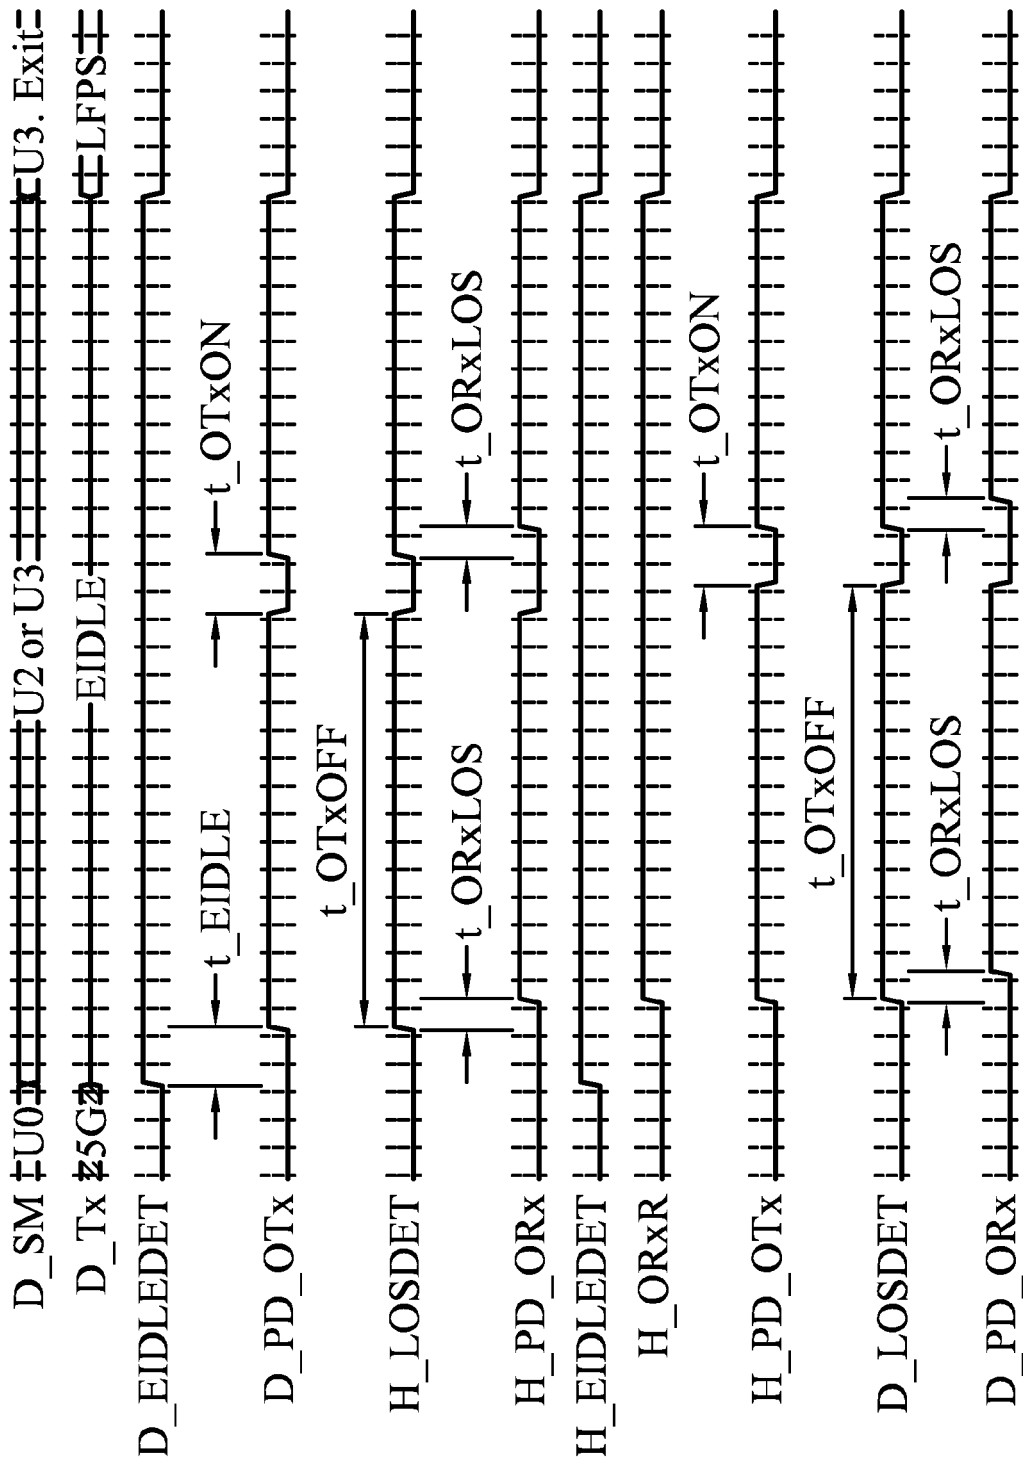 D_SM U0 U2 or U3 U3. Exit
D_Tx 5G EIDLE LFPS
D_EIDLEDET
t_EIDLE t_OTxON
D_PD_OTx
t_OTxOFF
H_LOSDET
t_ORxLOS t_ORxLOS
H_PD_ORx
H_EIDLEDET
H_ORxR
t_OTxON
H_PD_OTx
t_OTxOFF
D_LOSDET
t_ORxLOS t_ORxLOS
D_PD_ORx